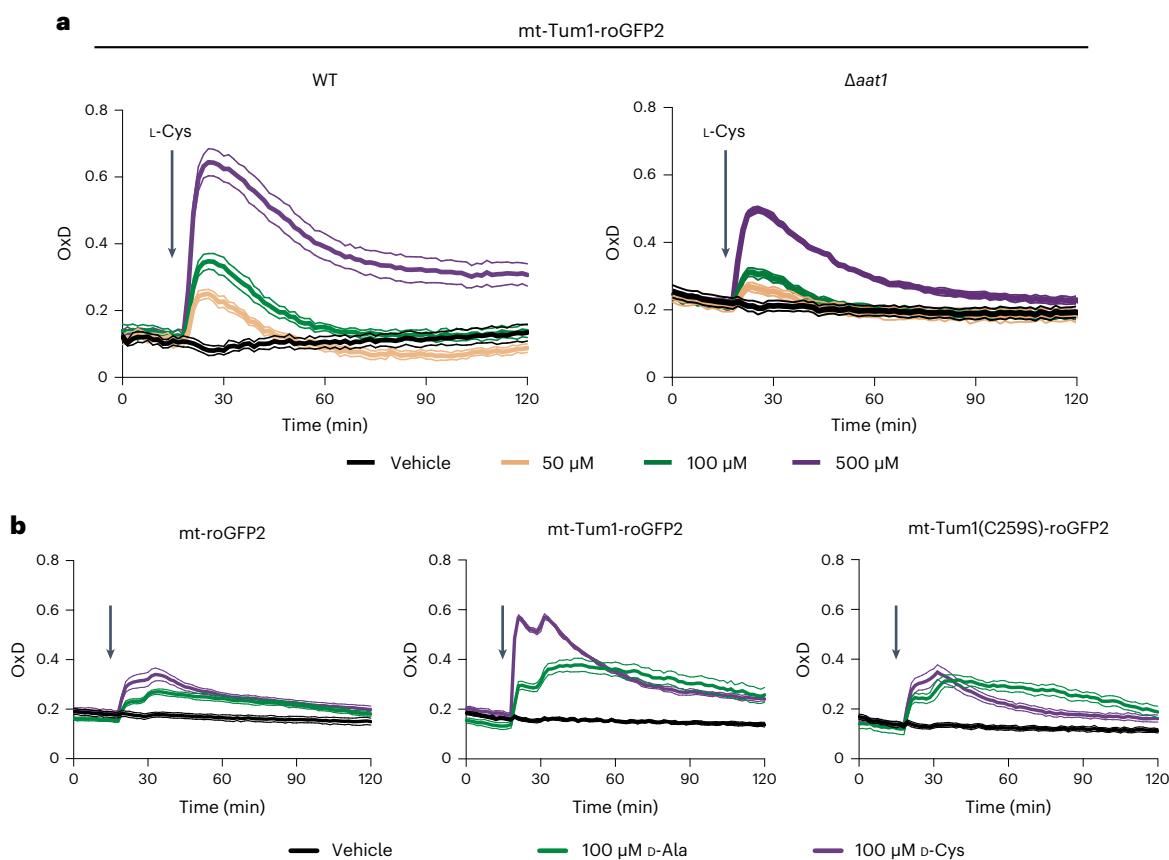 a
mt-Tum1-roGFP2
WT
Δaat1
0.8
0.6
0.4
0.2
0
OxD
L-Cys
0 30 60 90 120
Time (min)
0.8
0.6
0.4
0.2
0
OxD
L-Cys
0 30 60 90 120
Time (min)
Vehicle 50 µM 100 µM 500 µM
b
mt-roGFP2
0.8
0.6
0.4
0.2
0
OxD
0 30 60 90 120
Time (min)
mt-Tum1-roGFP2
0.8
0.6
0.4
0.2
0
OxD
0 30 60 90 120
Time (min)
mt-Tum1(C259S)-roGFP2
0.8
0.6
0.4
0.2
0
OxD
0 30 60 90 120
Time (min)
Vehicle 100 µM D-Ala 100 µM D-Cys